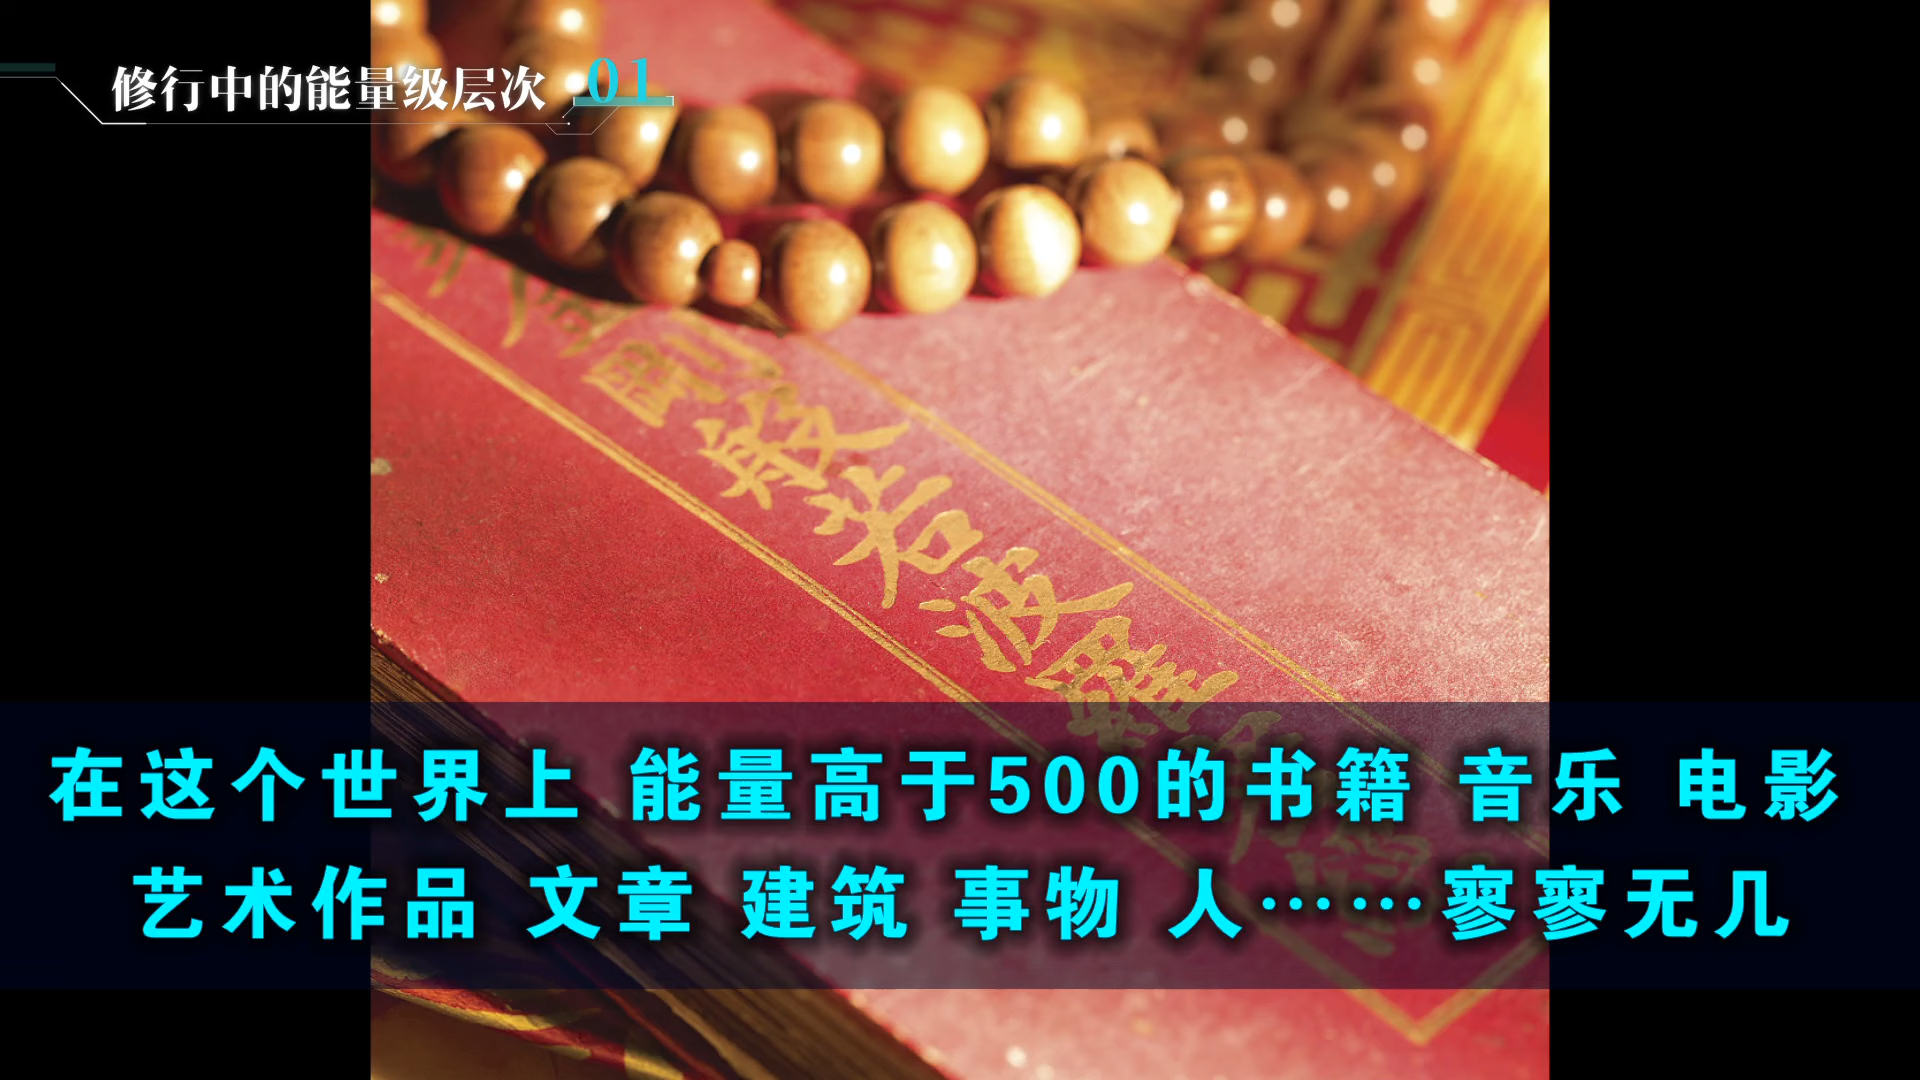 修行中的能量级层次 01
剛般若波羅
在这个世界上 能量高于500的书籍 音乐 电影
艺术作品 文章 建筑 事物 人……寥寥无几